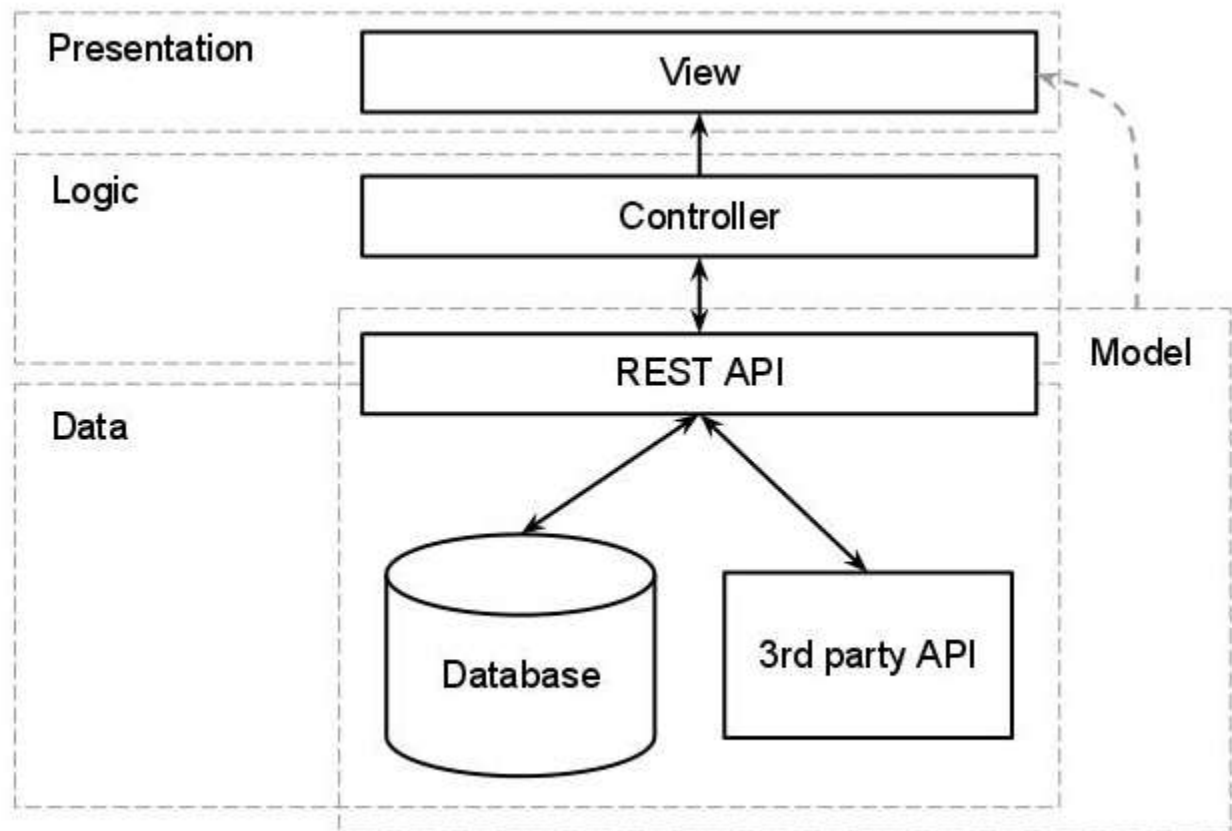 Presentation
View
Logic
Controller
REST API
Model
Data
Database
3rd party API